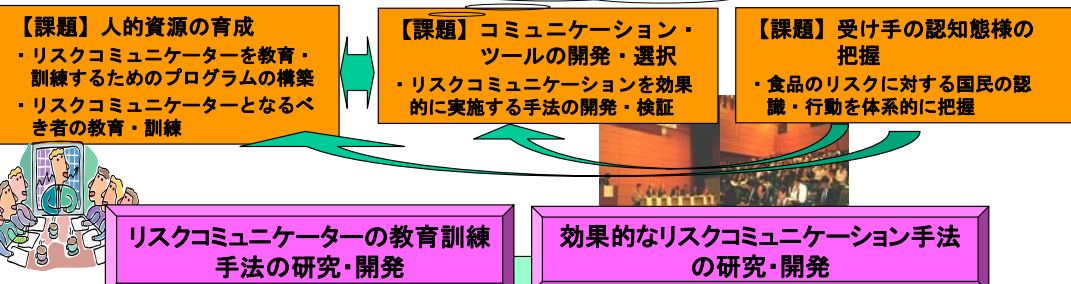 【課題】人的資源の育成
・リスクコミュニケーターを教育・
訓練するためのプログラムの構築
・リスクコミュニケーターとなるべ
き者の教育・訓練
【課題】コミュニケーション・
ツールの開発・選択
・リスクコミュニケーションを効果
的に実施する手法の開発・検証
【課題】受け手の認知態様の
把握
・食品のリスクに対する国民の認
識・行動を体系的に把握
リスクコミュニケーターの教育訓練
手法の研究・開発
効果的なリスクコミュニケーション手法
の研究・開発